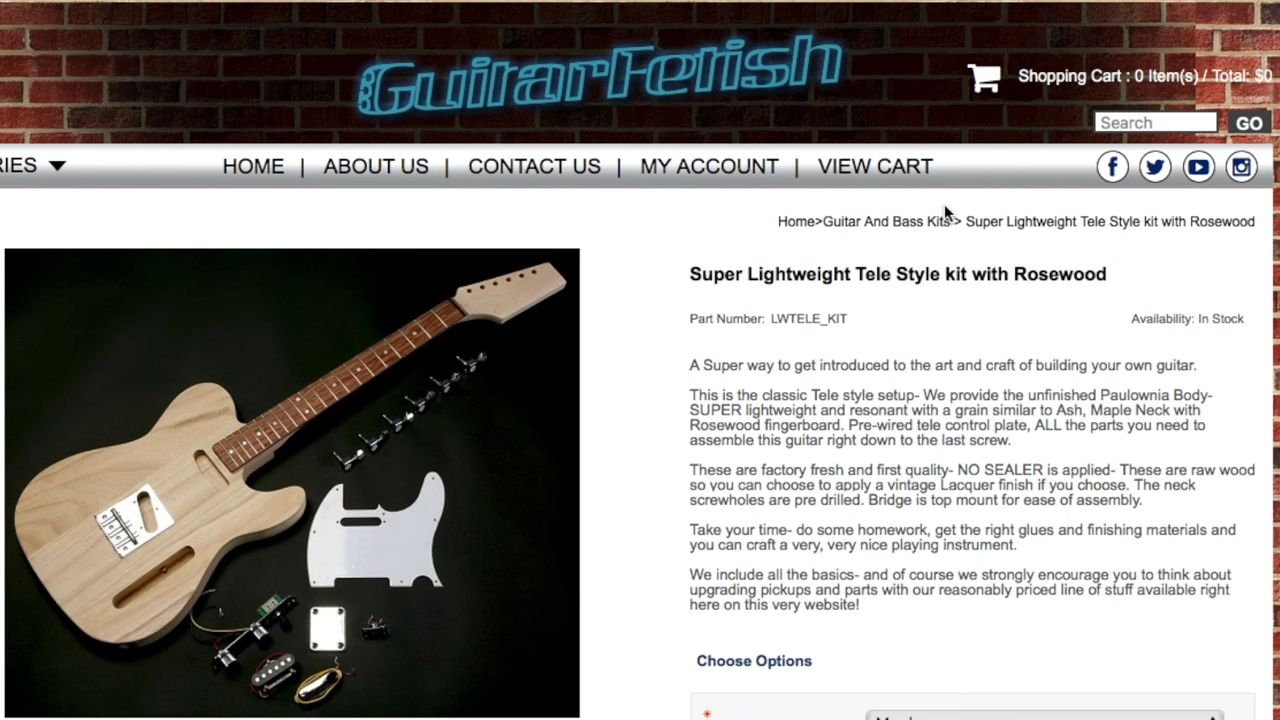 GuitarFetish
Shopping Cart : 0 Item(s) / Total: $0
Search
GO
RIES
HOME | ABOUT US | CONTACT US | MY ACCOUNT | VIEW CART
Home>Guitar And Bass Kits> Super Lightweight Tele Style kit with Rosewood
Super Lightweight Tele Style kit with Rosewood
Part Number: LWTELE_KIT
Availability: In Stock
A Super way to get introduced to the art and craft of building your own guitar.
This is the classic Tele style setup- We provide the unfinished Paulownia Body-
SUPER lightweight and resonant with a grain similar to Ash, Maple Neck with
Rosewood fingerboard. Pre-wired tele control plate, ALL the parts you need to
assemble this guitar right down to the last screw.
These are factory fresh and first quality- NO SEALER is applied- These are raw wood
so you can choose to apply a vintage Lacquer finish if you choose. The neck
screwholes are pre drilled. Bridge is top mount for ease of assembly.
Take your time- do some homework, get the right glues and finishing materials and
you can craft a very, very nice playing instrument.
We include all the basics- and of course we strongly encourage you to think about
upgrading pickups and parts with our reasonably priced line of stuff available right
here on this very website!
Choose Options
*